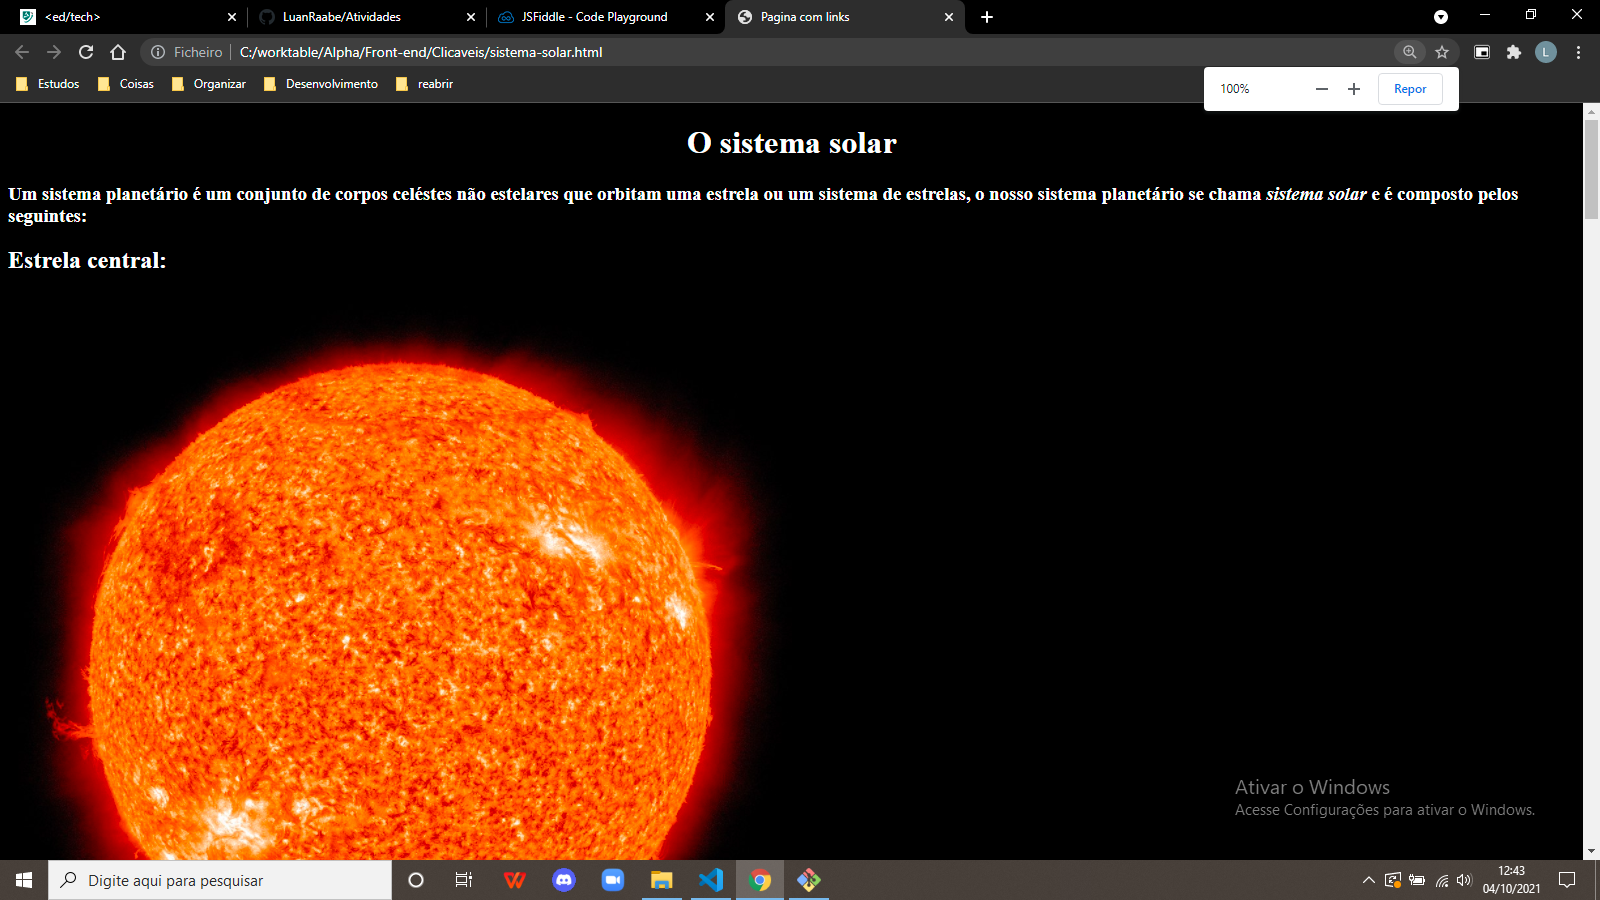 <ed/tech>
LuanRaabe/Atividades
JSFiddle - Code Playground
Pagina com links
Ficheiro
C:/worktable/Alpha/Front-end/Clicaveis/sistema-solar.html
L
Estudos
Coisas
Organizar
Desenvolvimento
reabrir
100%
Repor
O sistema solar
Um sistema planetário é um conjunto de corpos celéstes não estelares que orbitam uma estrela ou um sistema de estrelas, o nosso sistema planetário se chama sistema solar e é composto pelos
seguintes:
Estrela central:
Ativar o Windows
Acesse Configurações para ativar o Windows.
Digite aqui para pesquisar
12:43
04/10/2021